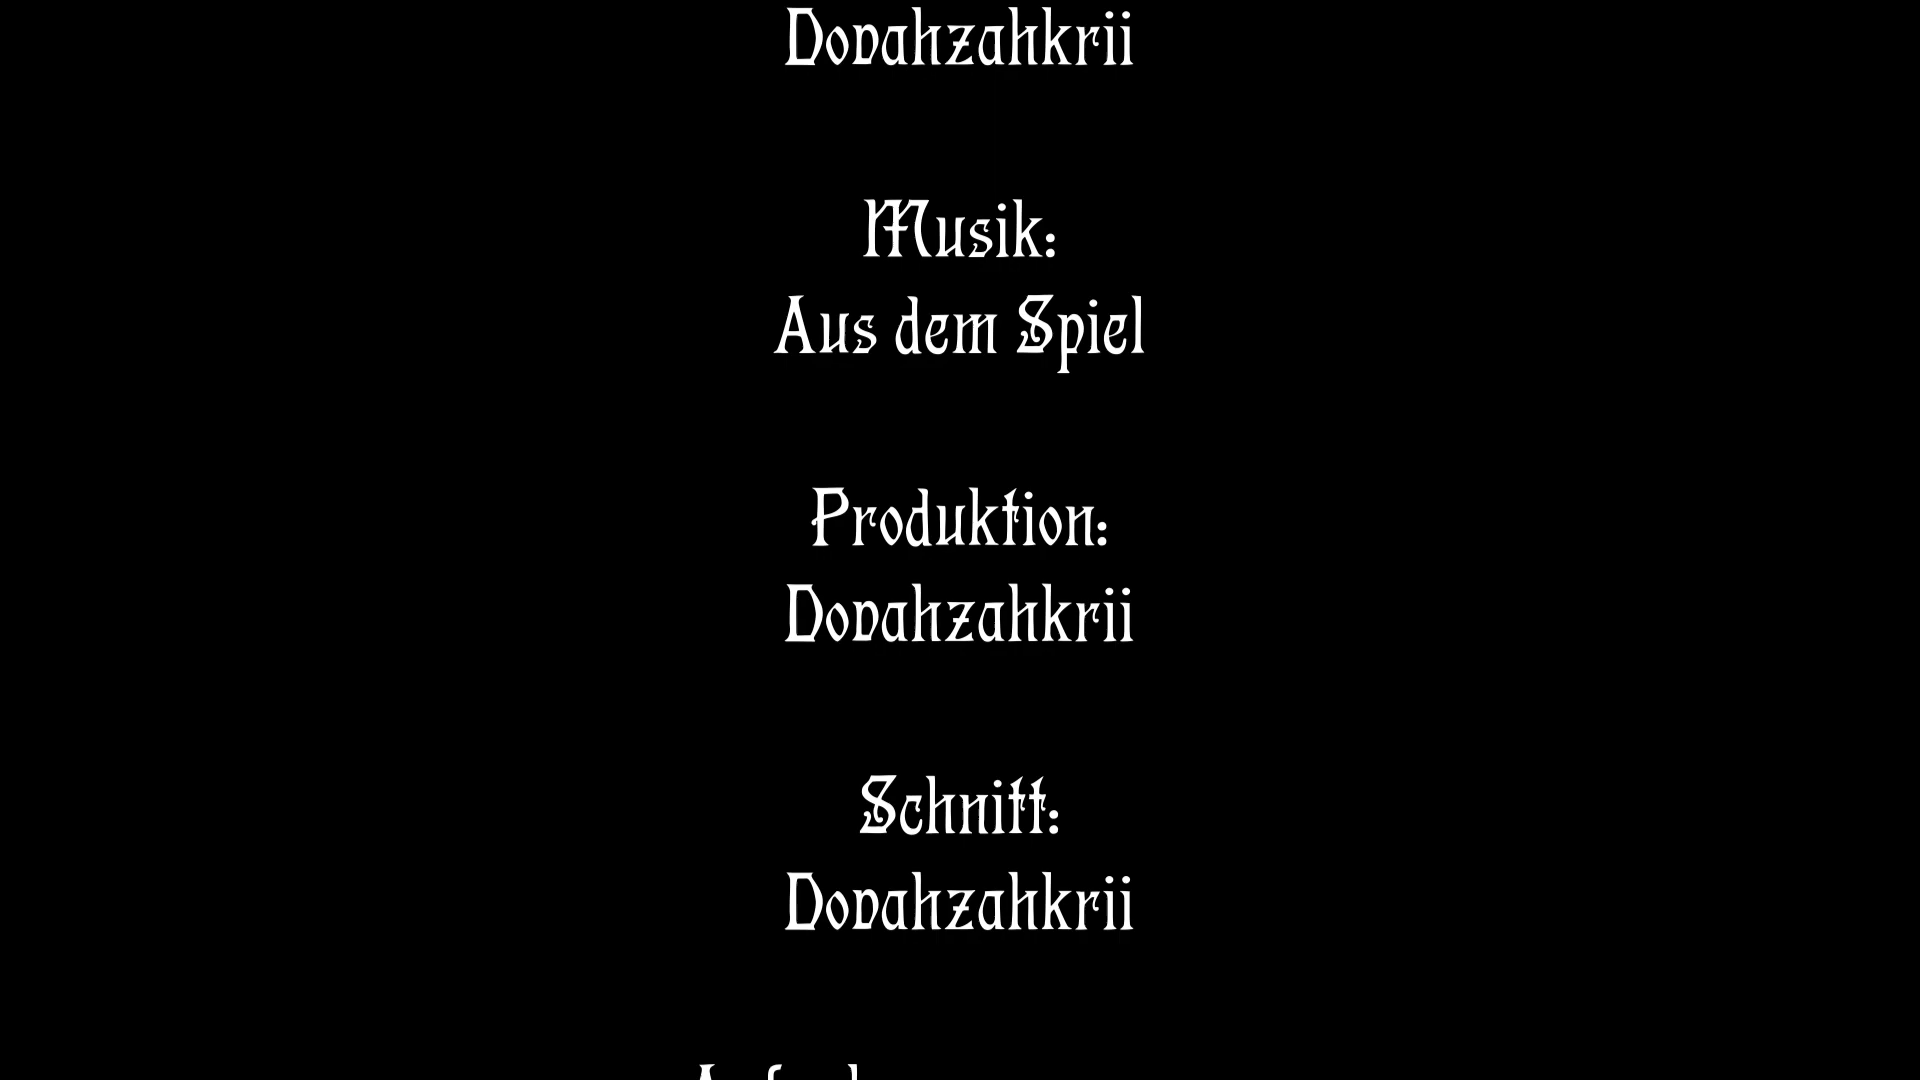 Dovahzahkrii
Musik:
Aus dem Spiel
Produktion:
Dovahzahkrii
Schnitt:
Dovahzahkrii